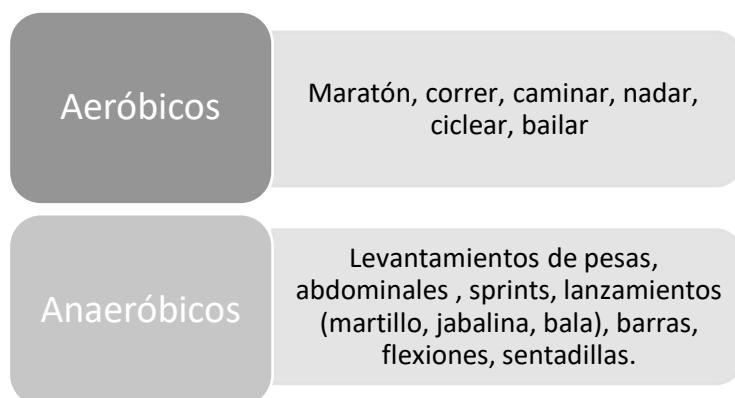 Aeróbicos
Maratón, correr, caminar, nadar,
ciclear, bailar
Anaeróbicos
Levantamientos de pesas,
abdominales , sprints, lanzamientos
(martillo, jabalina, bala), barras,
flexiones, sentadillas.